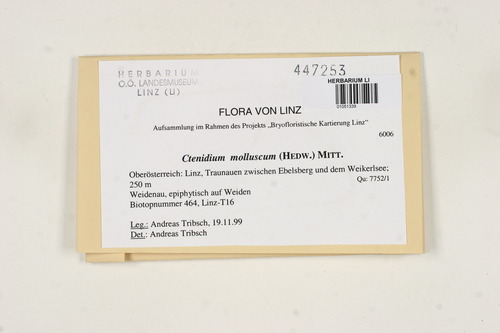 HERBARIUM
O.Ö. LANDESMUSEUM
LINZ (U)
447253
HERBARIUM LI
FLORA VON LINZ
Aufsammlung im Rahmen des Projekts „Bryofloristische Kartierung Linz"
6006
Ctenidium molluscum (HEDW.) MITT.
Oberösterreich: Linz, Traunauen zwischen Ebelsberg und dem Weikerlsee;
250 m
Qu: 7752/1
Weidenau, epiphytisch auf Weiden
Biotopnummer 464, Linz-T16
Leg.: Andreas Tribsch, 19.11.99
Det.: Andreas Tribsch